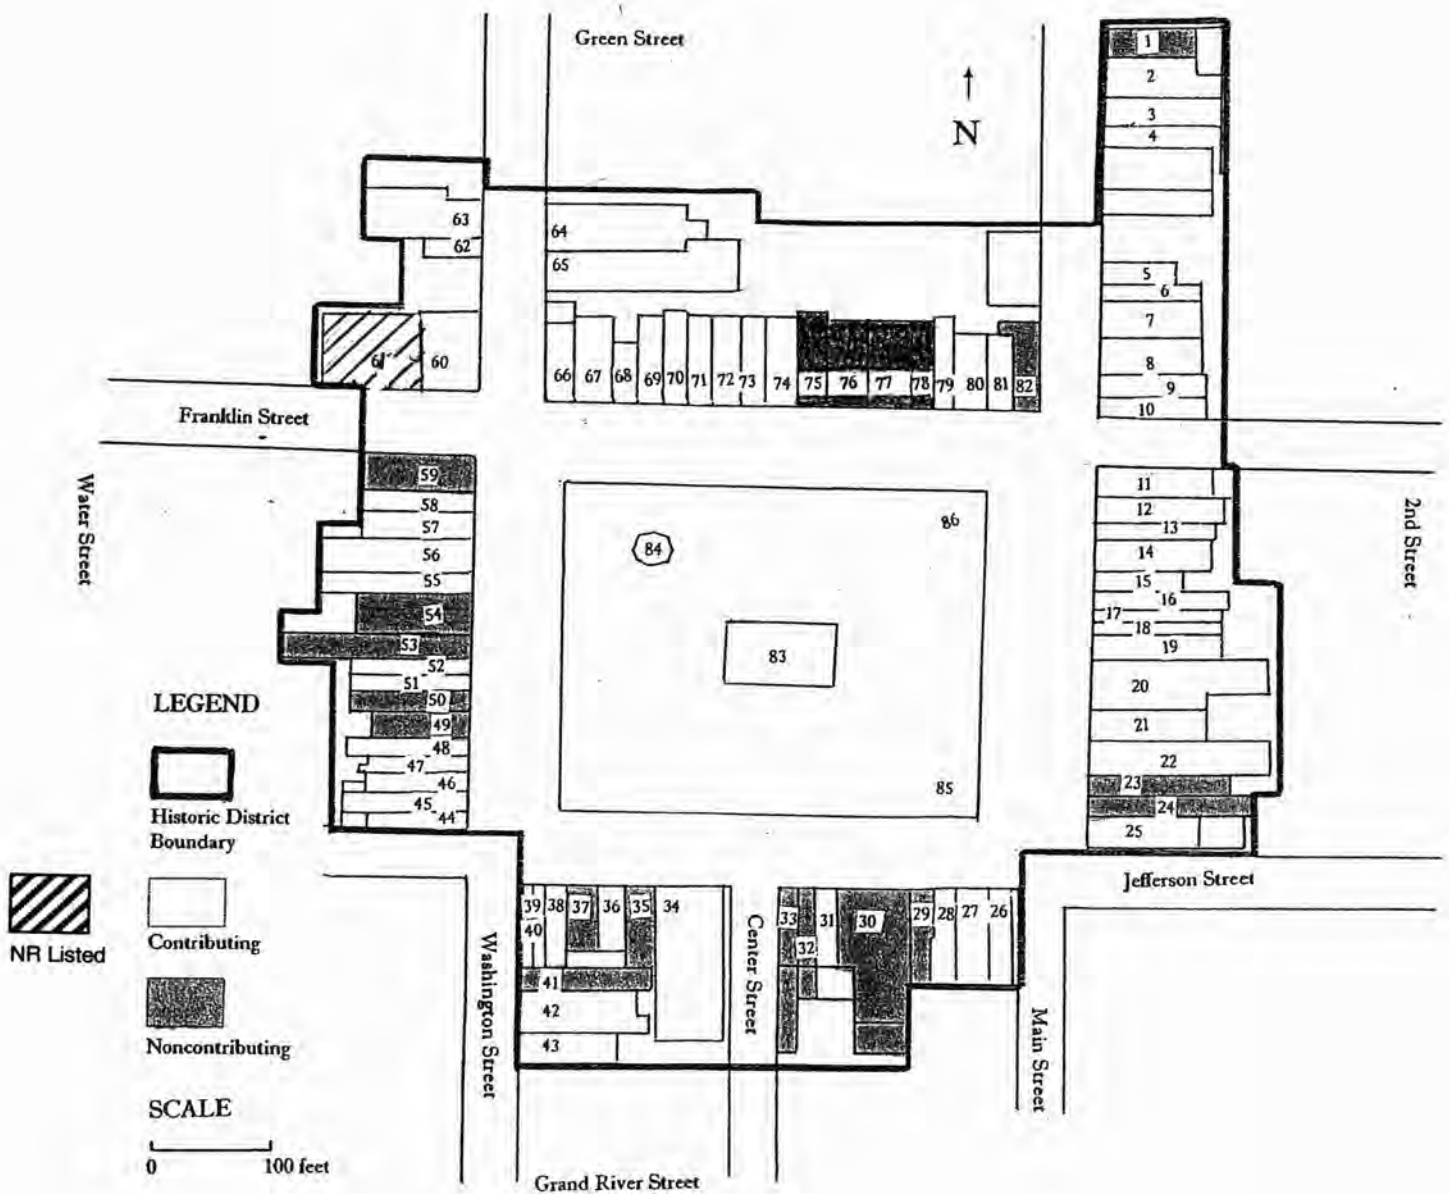 Green Street
N
1
2
3
4
63
62
64
65
5
6
7
8
9
10
60
66 67 68 69 70 71 72 73 74 75 76 77 78 79 80 81 82
Franklin Street
Water Street
59
58
57
56
55
54
53
52
51
50
49
48
47
46
45
44
84
86
83
85
11
12
13
14
15
16
17
18
19
20
21
22
23
24
25
2nd Street
LEGEND
Historic District
Boundary
NR Listed
Contributing
Noncontributing
SCALE
0 100 feet
39 38 37 36 35 34
40
41
42
43
33 31 30 29 28 27 26
32
Jefferson Street
Washington Street
Center Street
Main Street
Grand River Street